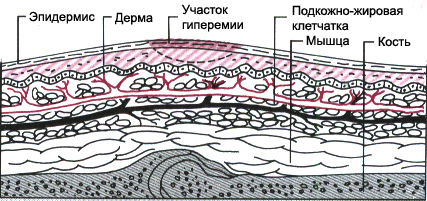 Эпидермис
Дерма
Участок
гиперемии
Подкожно-жировая
клетчатка
Мышца
Кость